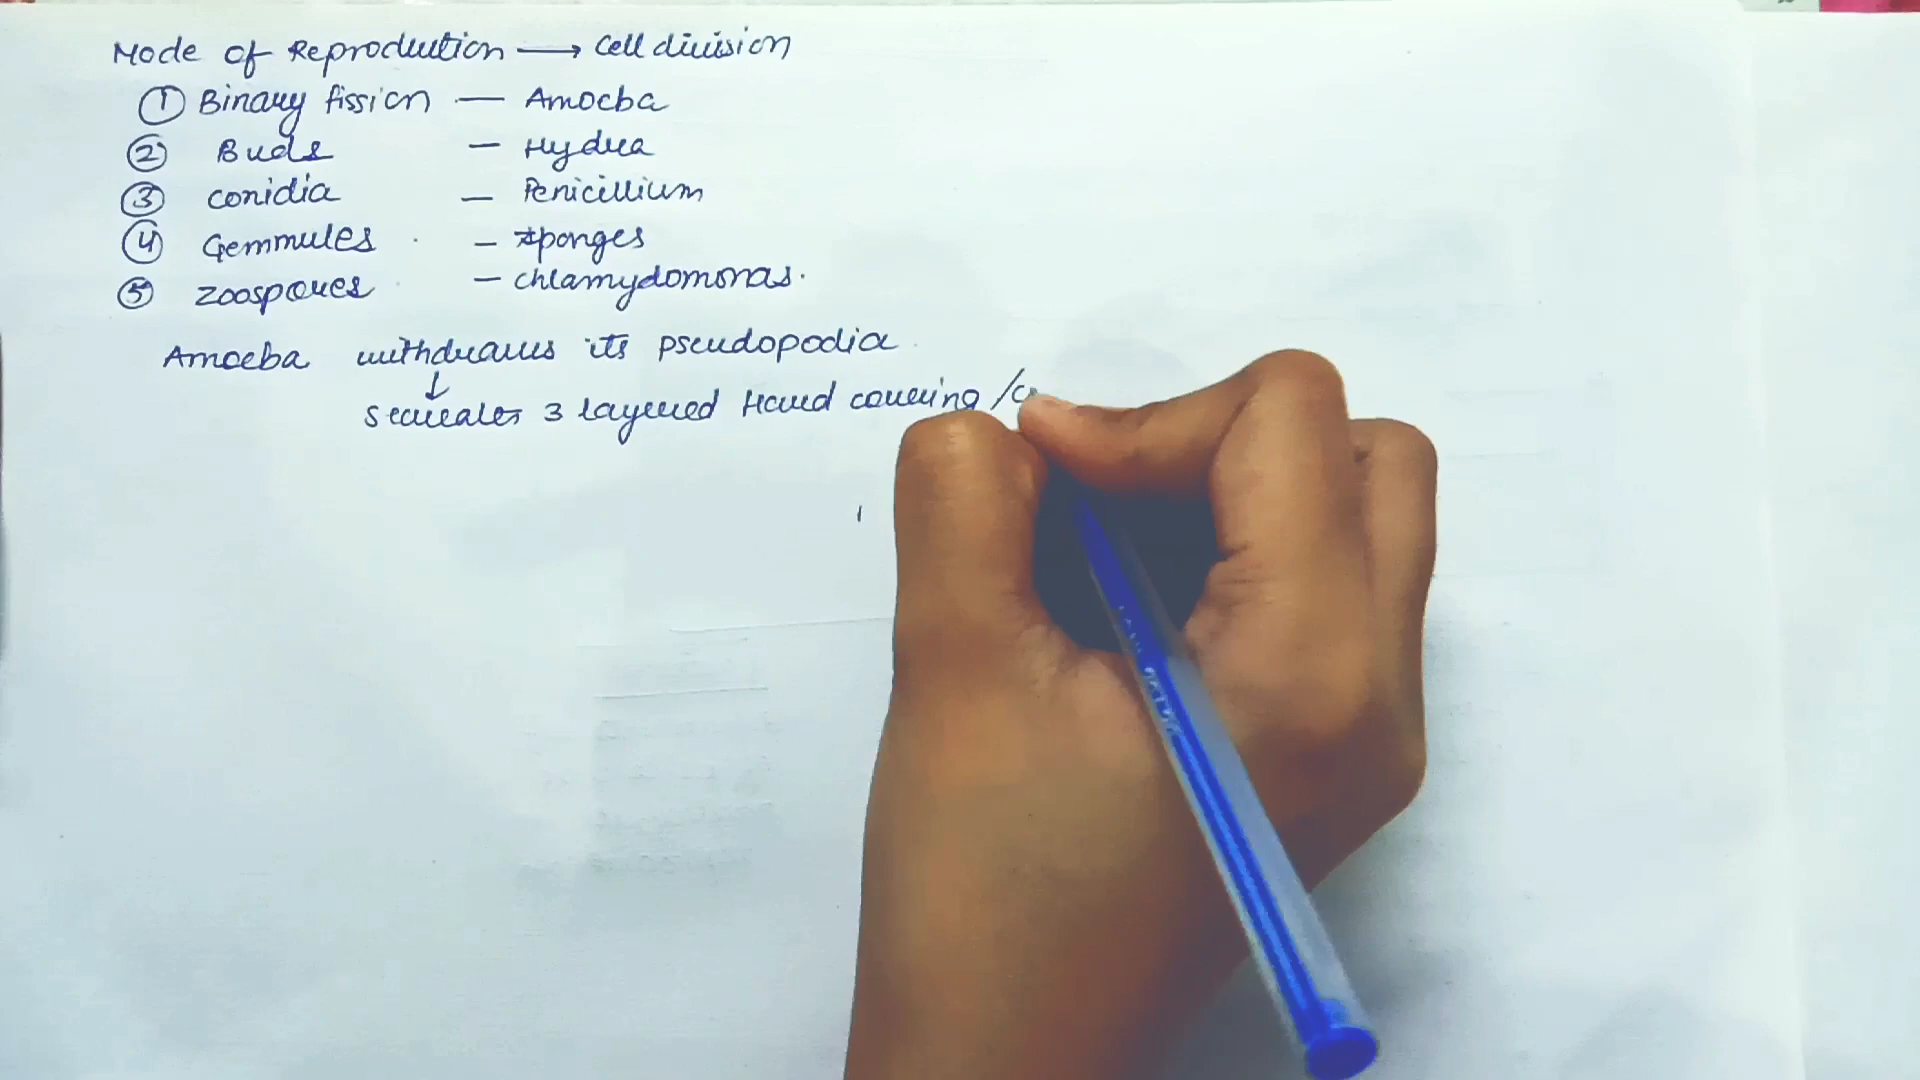 Mode of Reproduction → cell division
① Binary fission — Amoeba
② Buds — Hydra
③ conidia — Penicillium
④ Gemmules — sponges
⑤ zoospores — chlamydomonas.
Amoeba withdraws its pseudopodia
↓
secreates 3 layered Hard covering /c